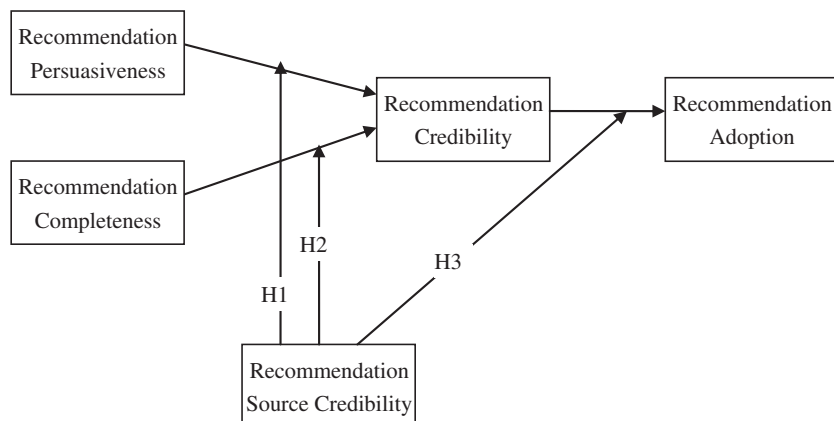 Recommendation
Persuasiveness
Recommendation
Credibility
Recommendation
Adoption
Recommendation
Completeness
H2
H3
H1
Recommendation
Source Credibility